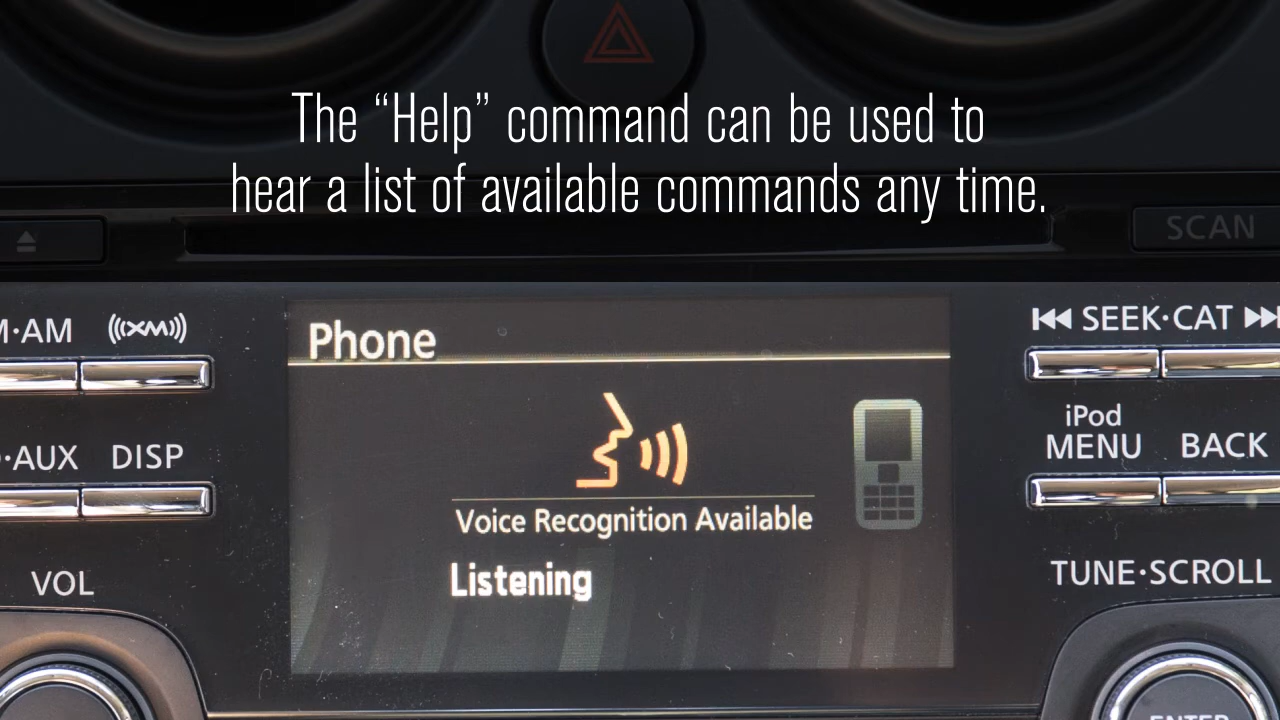 The “Help” command can be used to
hear a list of available commands any time.
SCAN
M·AM
XM
SEEK·CAT
Phone
iPod
MENU
BACK
·AUX
DISP
Voice Recognition Available
Listening
VOL
TUNE·SCROLL
ENTER